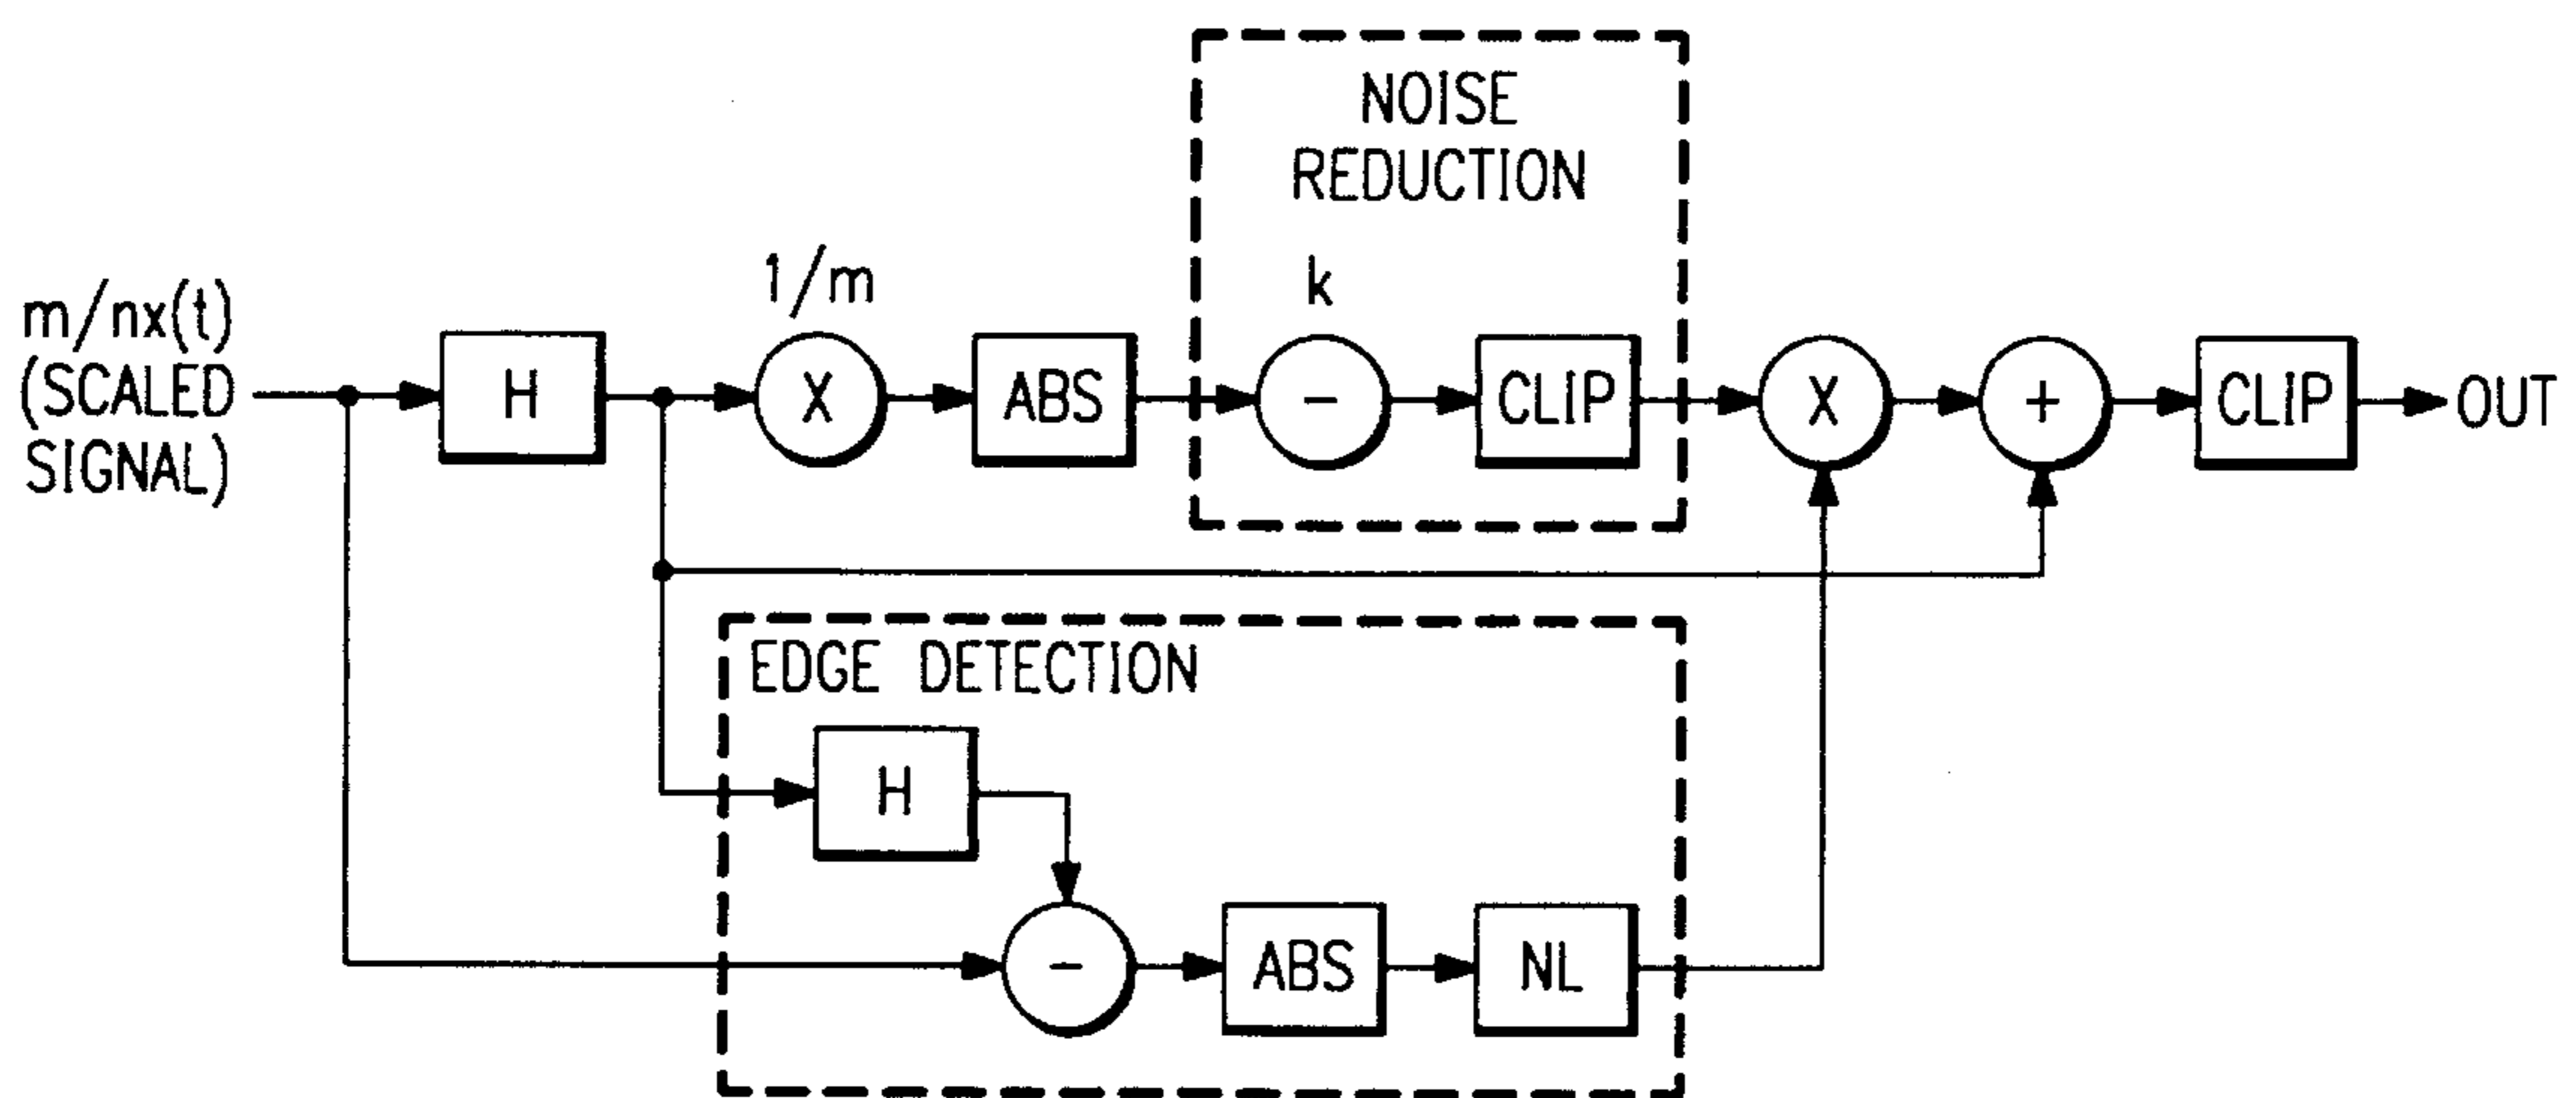 NOISE
REDUCTION
1/m
k
m/nx(t)
(SCALED
SIGNAL)
H
X
ABS
-
CLIP
X
+
CLIP
OUT
EDGE DETECTION
H
-
ABS
NL